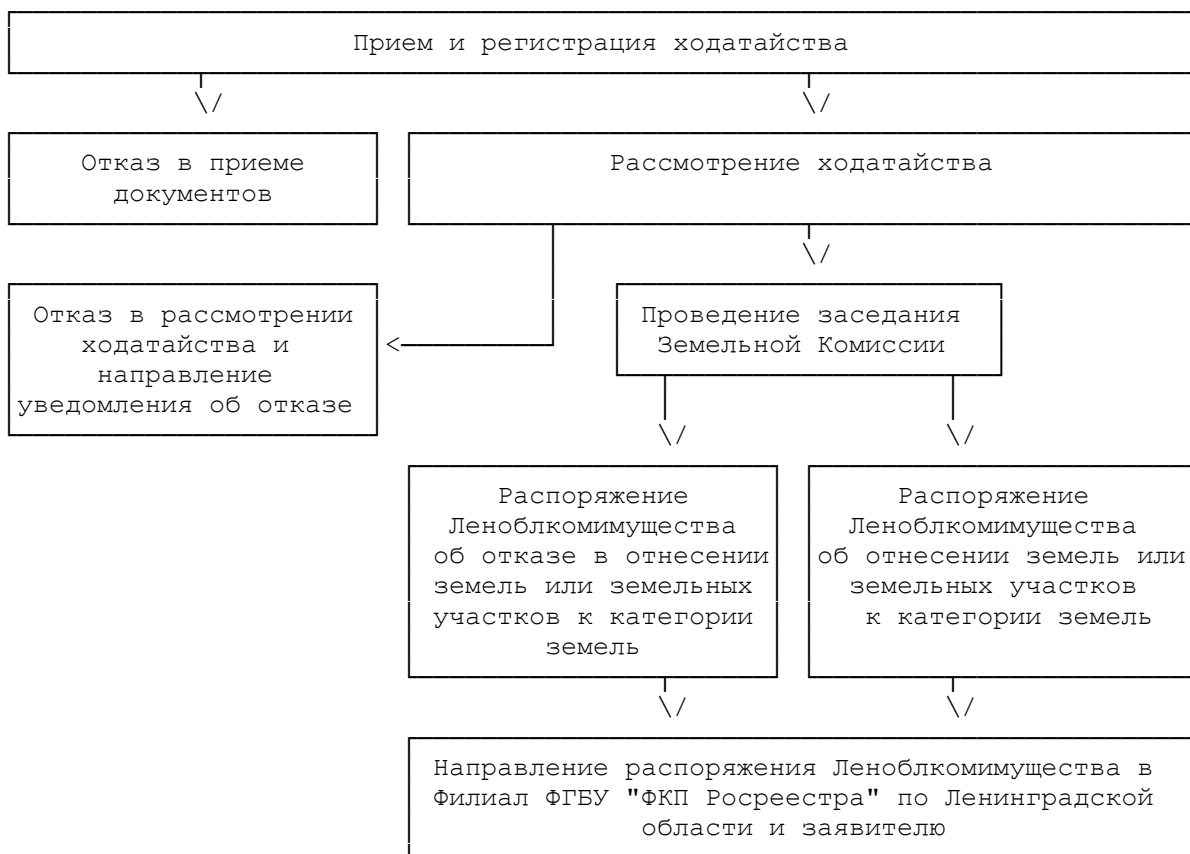 Прием и регистрация ходатайства
Отказ в приеме
документов
Рассмотрение ходатайства
Отказ в рассмотрении
ходатайства и
направление
уведомления об отказе
Проведение заседания
Земельной Комиссии
Распоряжение
Леноблкомимущества
об отказе в отнесении
земель или земельных
участков к категории
земель
Распоряжение
Леноблкомимущества
об отнесении земель или
земельных участков
к категории земель
Направление распоряжения Леноблкомимущества в
Филиал ФГБУ "ФКП Росреестра" по Ленинградской
области и заявителю